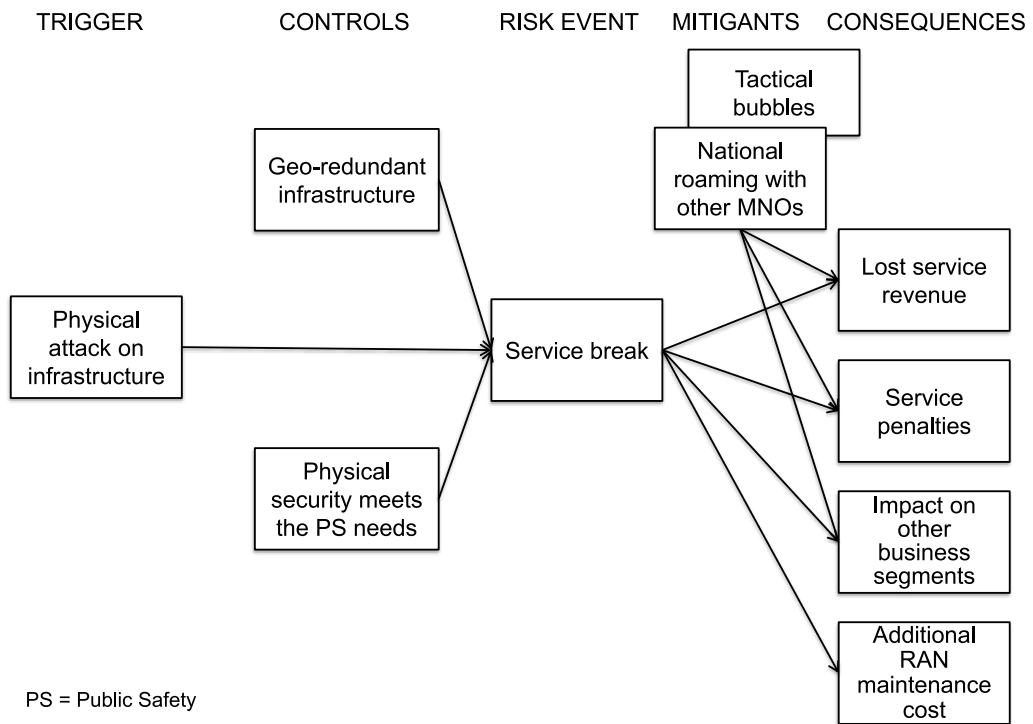 TRIGGER
CONTROLS
RISK EVENT
MITIGANTS
CONSEQUENCES
Tactical
bubbles
Geo-redundant
infrastructure
National
roaming with
other MNOs
Lost service
revenue
Physical
attack on
infrastructure
Service break
Service
penalties
Physical
security meets
the PS needs
Impact on
other
business
segments
Additional
RAN
maintenance
cost
PS = Public Safety